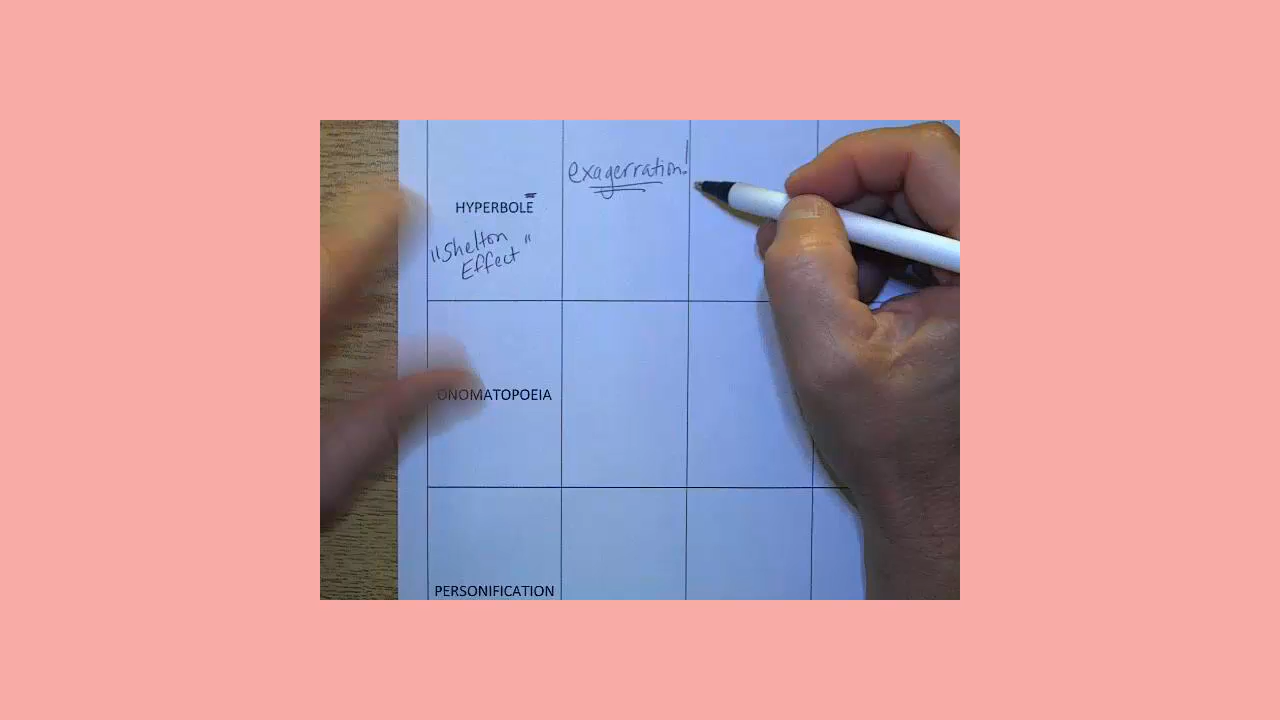 exagerration!
HYPERBOLE
"Shelton
Effect"
ONOMATOPOEIA
PERSONIFICATION